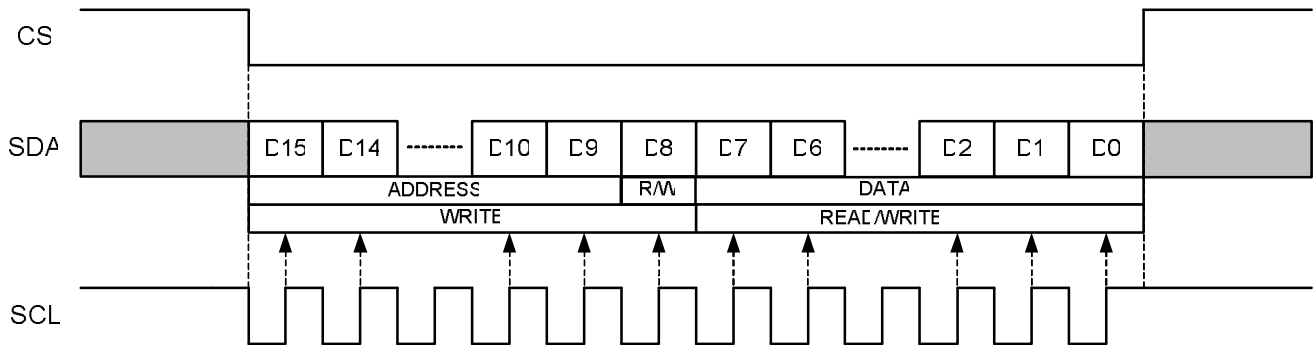 CS
SDA D15 D14 D10 D9 D8 D7 D6 D2 D1 D0
ADDRESS R/W DATA
WRITE READ/WRITE
SCL